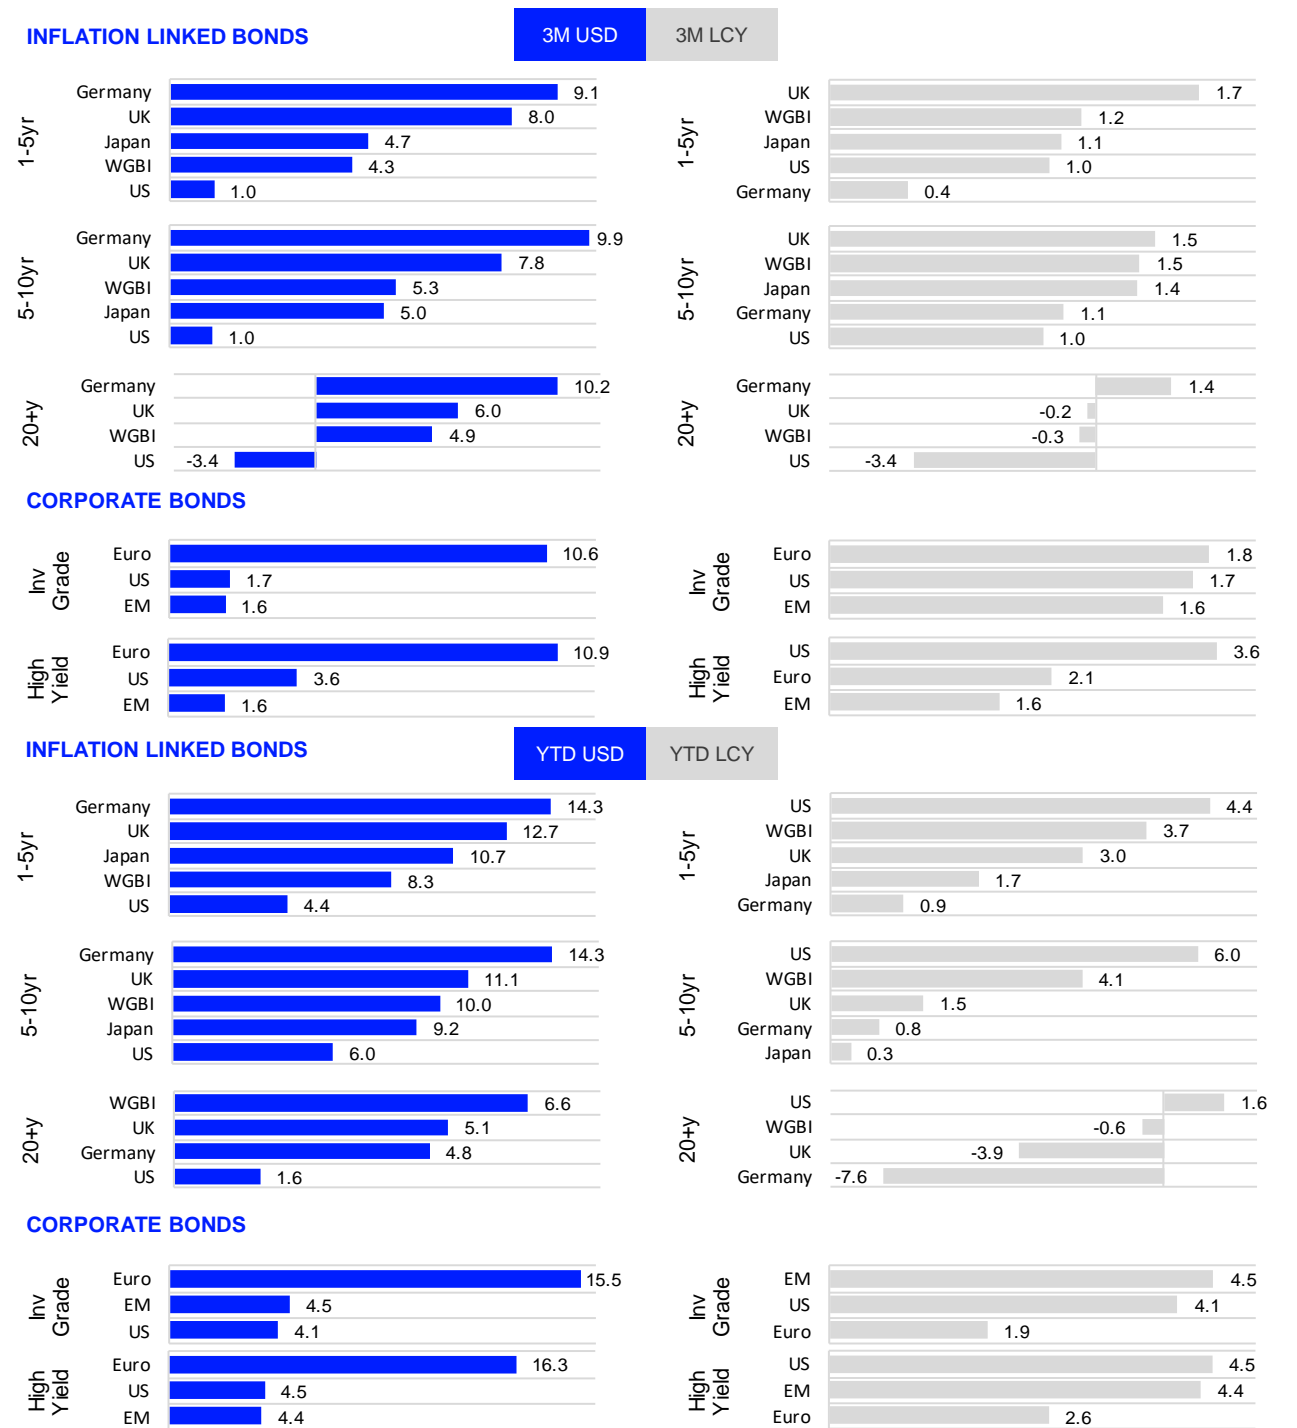 INFLATION LINKED BONDS
3M USD 3M LCY
1-5yr
Germany 9.1
UK 8.0
Japan 4.7
WGBI 4.3
US 1.0
1-5yr
UK 1.7
WGBI 1.2
Japan 1.1
US 1.0
Germany 0.4
5-10yr
Germany 9.9
UK 7.8
WGBI 5.3
Japan 5.0
US 1.0
5-10yr
UK 1.5
WGBI 1.5
Japan 1.4
Germany 1.1
US 1.0
20+y
Germany 10.2
UK 6.0
WGBI 4.9
US -3.4
20+y
Germany 1.4
UK -0.2
WGBI -0.3
US -3.4
CORPORATE BONDS
Inv
Grade
Euro 10.6
US 1.7
EM 1.6
Inv
Grade
Euro 1.8
US 1.7
EM 1.6
High
Yield
Euro 10.9
US 3.6
EM 1.6
High
Yield
US 3.6
Euro 2.1
EM 1.6
INFLATION LINKED BONDS
YTD USD YTD LCY
1-5yr
Germany 14.3
UK 12.7
Japan 10.7
WGBI 8.3
US 4.4
1-5yr
US 4.4
WGBI 3.7
UK 3.0
Japan 1.7
Germany 0.9
5-10yr
Germany 14.3
UK 11.1
WGBI 10.0
Japan 9.2
US 6.0
5-10yr
US 6.0
WGBI 4.1
UK 1.5
Germany 0.8
Japan 0.3
20+y
WGBI 6.6
UK 5.1
Germany 4.8
US 1.6
20+y
US 1.6
WGBI -0.6
UK -3.9
Germany -7.6
CORPORATE BONDS
Inv
Grade
Euro 15.5
EM 4.5
US 4.1
Inv
Grade
EM 4.5
US 4.1
Euro 1.9
High
Yield
Euro 16.3
US 4.5
EM 4.4
High
Yield
US 4.5
EM 4.4
Euro 2.6